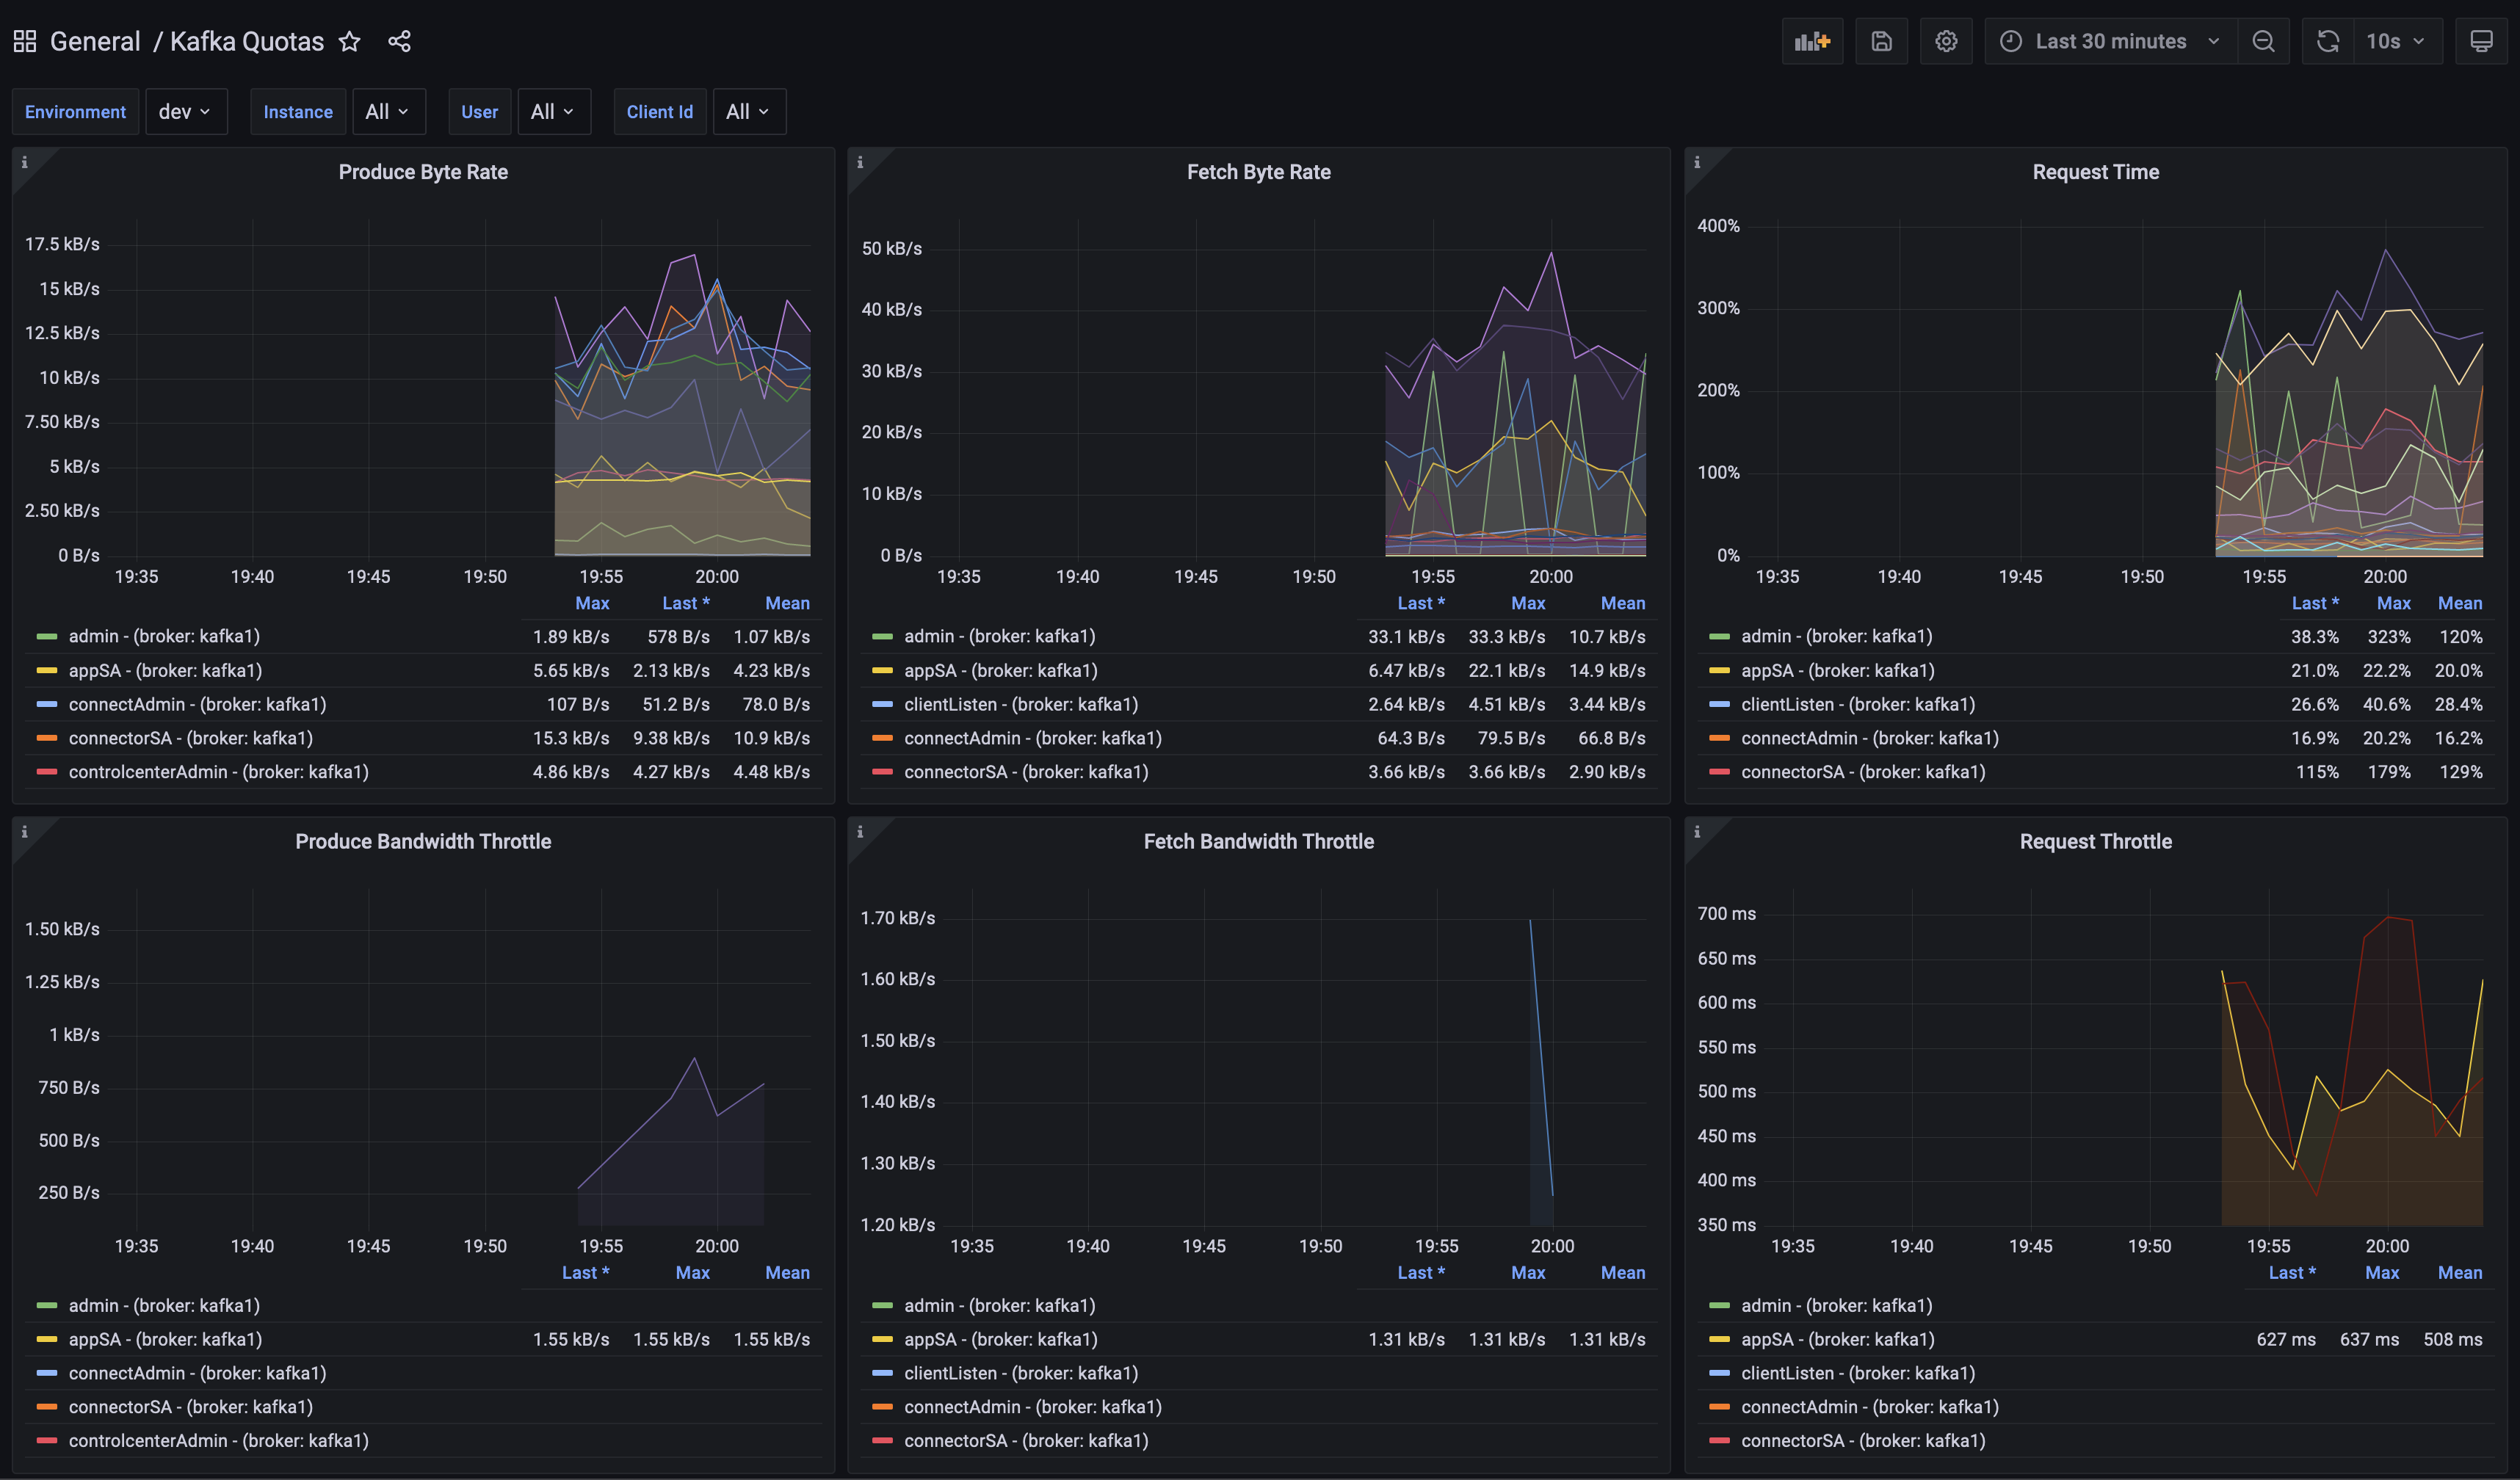 General / Kafka Quotas
Last 30 minutes
10s
Environment dev Instance All User All Client Id All
Produce Byte Rate
17.5 kB/s
15 kB/s
12.5 kB/s
10 kB/s
7.50 kB/s
5 kB/s
2.50 kB/s
0 B/s
19:35 19:40 19:45 19:50 19:55 20:00
Max Last * Mean
admin - (broker: kafka1) 1.89 kB/s 578 B/s 1.07 kB/s
appSA - (broker: kafka1) 5.65 kB/s 2.13 kB/s 4.23 kB/s
connectAdmin - (broker: kafka1) 107 B/s 51.2 B/s 78.0 B/s
connectorSA - (broker: kafka1) 15.3 kB/s 9.38 kB/s 10.9 kB/s
controlcenterAdmin - (broker: kafka1) 4.86 kB/s 4.27 kB/s 4.48 kB/s
Fetch Byte Rate
50 kB/s
40 kB/s
30 kB/s
20 kB/s
10 kB/s
0 B/s
19:35 19:40 19:45 19:50 19:55 20:00
Last * Max Mean
admin - (broker: kafka1) 33.1 kB/s 33.3 kB/s 10.7 kB/s
appSA - (broker: kafka1) 6.47 kB/s 22.1 kB/s 14.9 kB/s
clientListen - (broker: kafka1) 2.64 kB/s 4.51 kB/s 3.44 kB/s
connectAdmin - (broker: kafka1) 64.3 B/s 79.5 B/s 66.8 B/s
connectorSA - (broker: kafka1) 3.66 kB/s 3.66 kB/s 2.90 kB/s
Request Time
400%
300%
200%
100%
0%
19:35 19:40 19:45 19:50 19:55 20:00
Last * Max Mean
admin - (broker: kafka1) 38.3% 323% 120%
appSA - (broker: kafka1) 21.0% 22.2% 20.0%
clientListen - (broker: kafka1) 26.6% 40.6% 28.4%
connectAdmin - (broker: kafka1) 16.9% 20.2% 16.2%
connectorSA - (broker: kafka1) 115% 179% 129%
Produce Bandwidth Throttle
1.50 kB/s
1.25 kB/s
1 kB/s
750 B/s
500 B/s
250 B/s
19:35 19:40 19:45 19:50 19:55 20:00
Last * Max Mean
admin - (broker: kafka1)
appSA - (broker: kafka1) 1.55 kB/s 1.55 kB/s 1.55 kB/s
connectAdmin - (broker: kafka1)
connectorSA - (broker: kafka1)
controlcenterAdmin - (broker: kafka1)
Fetch Bandwidth Throttle
1.70 kB/s
1.60 kB/s
1.50 kB/s
1.40 kB/s
1.30 kB/s
1.20 kB/s
19:35 19:40 19:45 19:50 19:55 20:00
Last * Max Mean
admin - (broker: kafka1)
appSA - (broker: kafka1) 1.31 kB/s 1.31 kB/s 1.31 kB/s
clientListen - (broker: kafka1)
connectAdmin - (broker: kafka1)
connectorSA - (broker: kafka1)
Request Throttle
700 ms
650 ms
600 ms
550 ms
500 ms
450 ms
400 ms
350 ms
19:35 19:40 19:45 19:50 19:55 20:00
Last * Max Mean
admin - (broker: kafka1)
appSA - (broker: kafka1) 627 ms 637 ms 508 ms
clientListen - (broker: kafka1)
connectAdmin - (broker: kafka1)
connectorSA - (broker: kafka1)